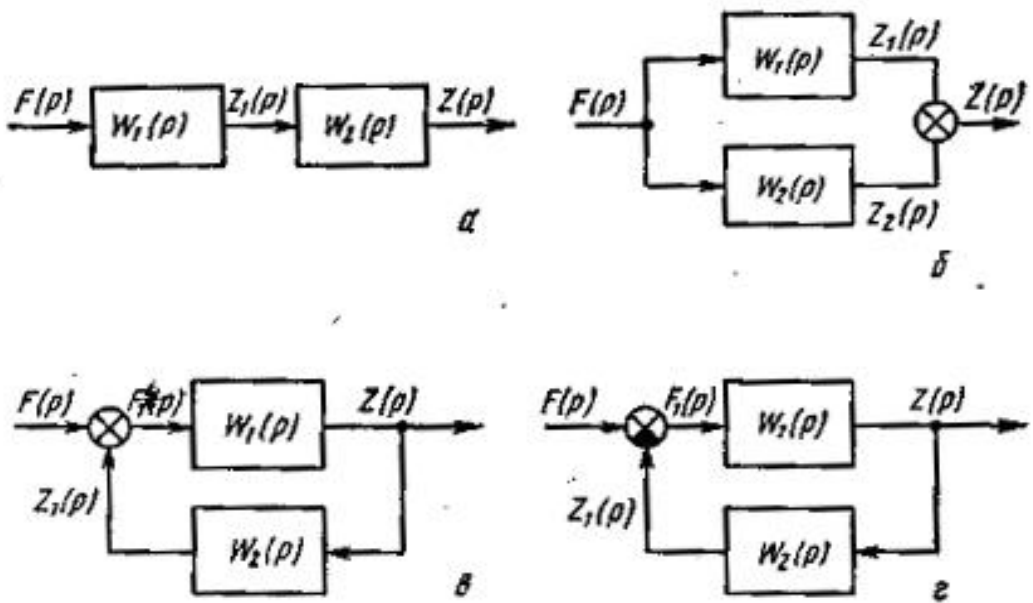 F(p)
W₁(p)
Z₁(p)
W₂(p)
Z(p)
а
F(p)
W₁(p)
Z₁(p)
Z(p)
W₂(p)
Z₂(p)
б
F(p)
W₁(p)
Z(p)
Z₁(p)
W₂(p)
в
F(p)
F₁(p)
W₁(p)
Z(p)
Z₁(p)
W₂(p)
г